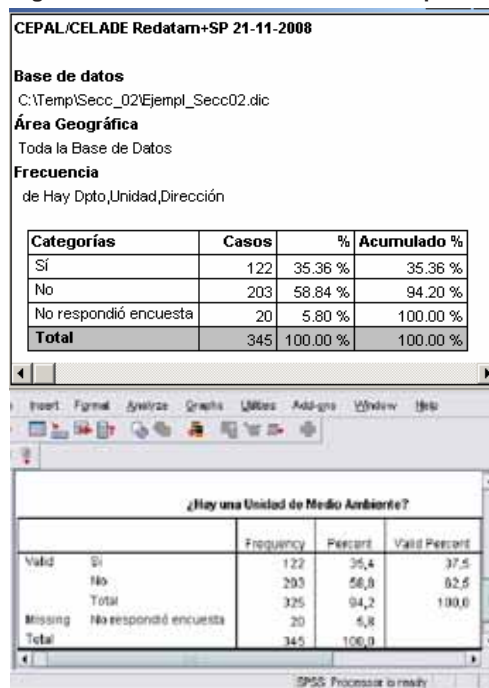 CEPAL/CELADE Redatam+SP 21-11-2008
Base de datos
C:\Temp\Secc_02\Ejempl_Secc02.dic
Área Geográfica
Toda la Base de Datos
Frecuencia
de Hay Dpto,Unidad,Dirección
Categorías Casos % Acumulado %
Sí 122 35.36 % 35.36 %
No 203 58.84 % 94.20 %
No respondió encuesta 20 5.80 % 100.00 %
Total 345 100.00 % 100.00 %
Insert Format Analyze Graphs Utilities Add-ons Window Help
¿Hay una Unidad de Medio Ambiente?
Frequency Percent Valid Percent
Valid Si 122 35,4 37,5
No 203 58,8 62,5
Total 325 94,2 100,0
Missing No respondió encuesta 20 5,8
Total 345 100,0
SPSS Processor is ready